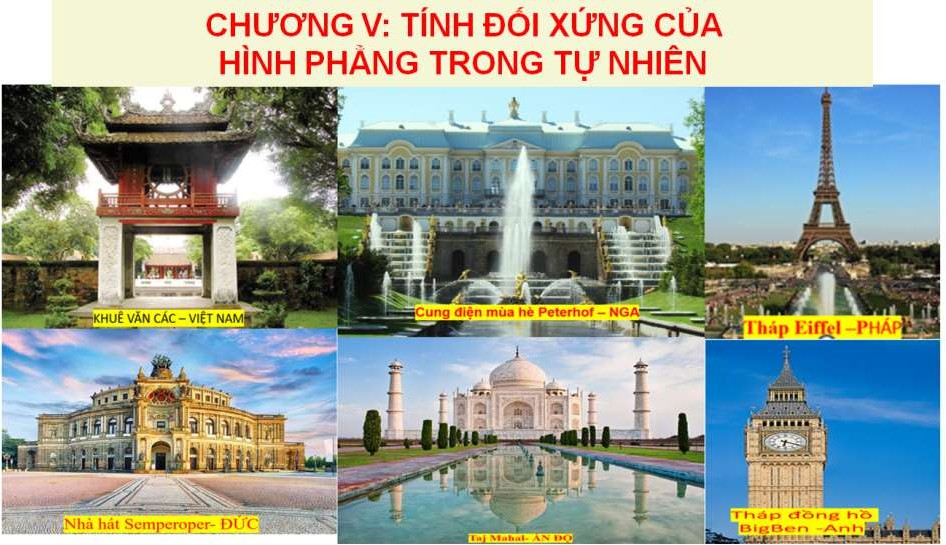 CHƯƠNG V: TÍNH ĐỐI XỨNG CỦA
HÌNH PHẲNG TRONG TỰ NHIÊN
KHUÊ VĂN CÁC – VIỆT NAM
Cung điện mùa hè Peterhof – NGA
Tháp Eiffel –PHÁP
Nhà hát Semperoper- ĐỨC
Taj Mahal- ẤN ĐỘ
Tháp đồng hồ
BigBen -Anh